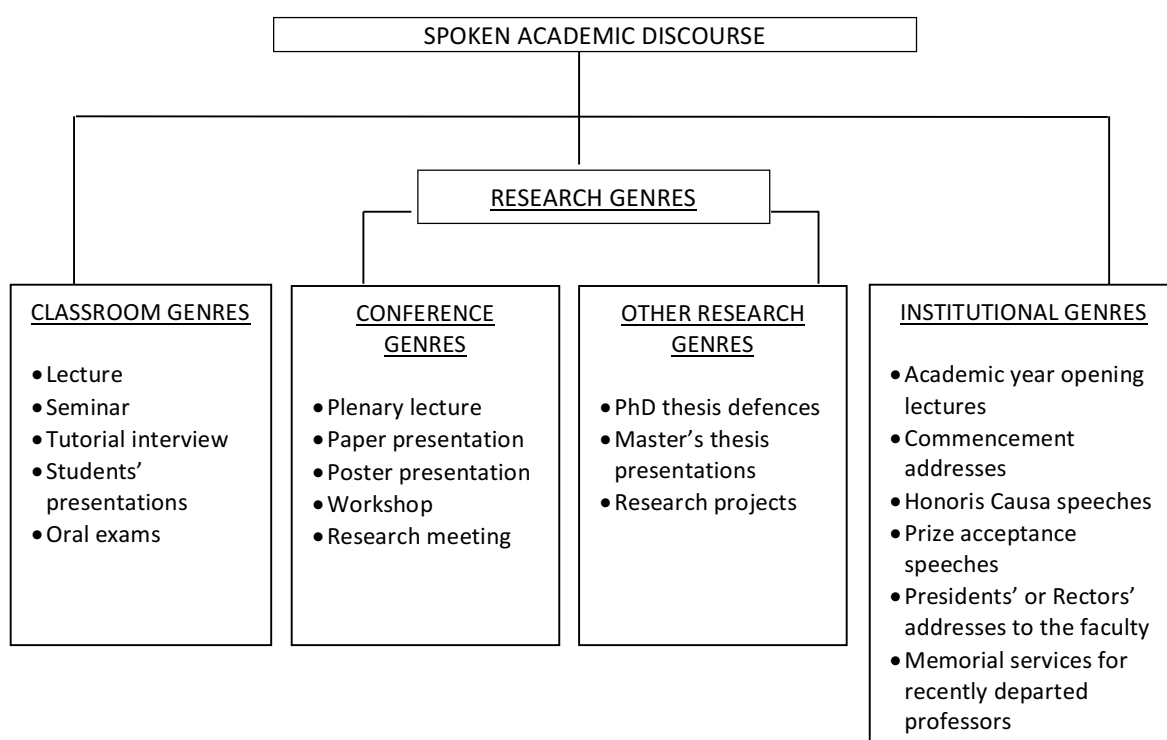 SPOKEN ACADEMIC DISCOURSE
RESEARCH GENRES
CLASSROOM GENRES
•Lecture
•Seminar
•Tutorial interview
•Students’
presentations
•Oral exams
CONFERENCE
GENRES
•Plenary lecture
•Paper presentation
•Poster presentation
•Workshop
•Research meeting
OTHER RESEARCH
GENRES
•PhD thesis defences
•Master’s thesis
presentations
•Research projects
INSTITUTIONAL GENRES
•Academic year opening
lectures
•Commencement
addresses
•Honoris Causa speeches
•Prize acceptance
speeches
•Presidents’ or Rectors’
addresses to the faculty
•Memorial services for
recently departed
professors